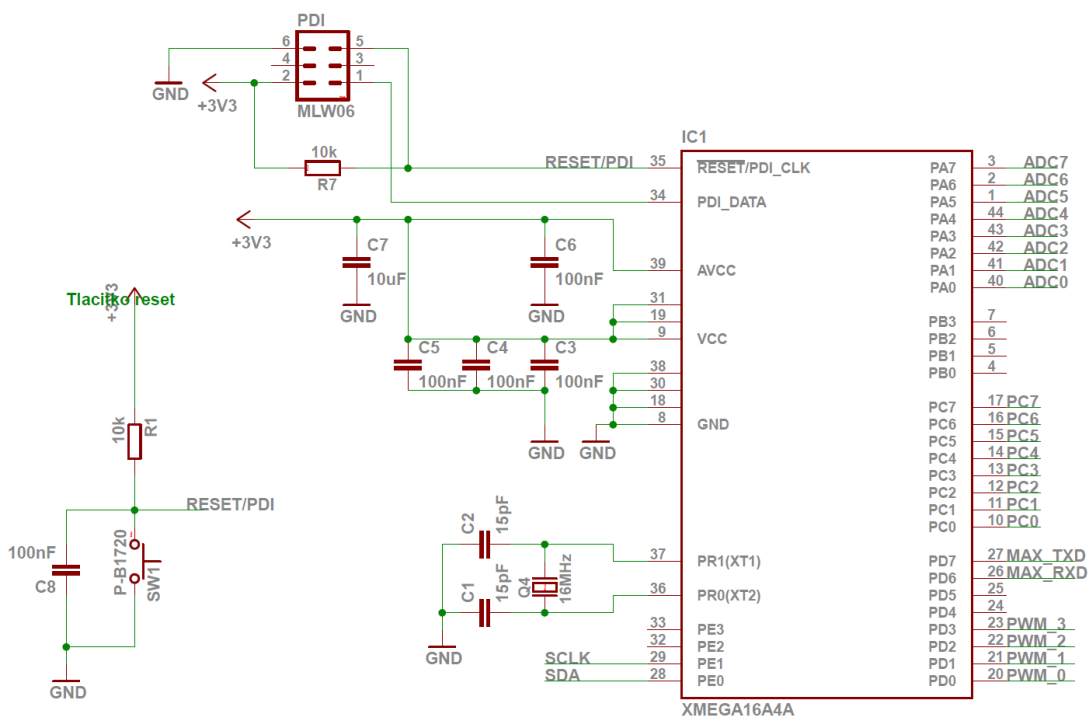 PDI
6 5
4 3
2 1
GND
+3V3
MLW06
10k
R7
RESET/PDI
+3V3
C7
10uF
GND
C6
100nF
GND
C5
100nF
C4
100nF
C3
100nF
GND
GND
Tlacitko reset
+3V3
10k
R1
RESET/PDI
100nF
C8
P-B1720
SW1
GND
C2
15pF
C1
15pF
Q4
16MHz
GND
SCLK
SDA
IC1
35 RESET/PDI_CLK
34 PDI_DATA
39 AVCC
31
19
9 VCC
38
30
18
8 GND
37 PR1(XT1)
36 PR0(XT2)
33 PE3
32 PE2
29 PE1
28 PE0
PA7 3 ADC7
PA6 2 ADC6
PA5 1 ADC5
PA4 44 ADC4
PA3 43 ADC3
PA2 42 ADC2
PA1 41 ADC1
PA0 40 ADC0
PB3 7
PB2 6
PB1 5
PB0 4
PC7 17 PC7
PC6 16 PC6
PC5 15 PC5
PC4 14 PC4
PC3 13 PC3
PC2 12 PC2
PC1 11 PC1
PC0 10 PC0
PD7 27 MAX_TXD
PD6 26 MAX_RXD
PD5 25
PD4 24
PD3 23 PWM_3
PD2 22 PWM_2
PD1 21 PWM_1
PD0 20 PWM_0
XMEGA16A4A